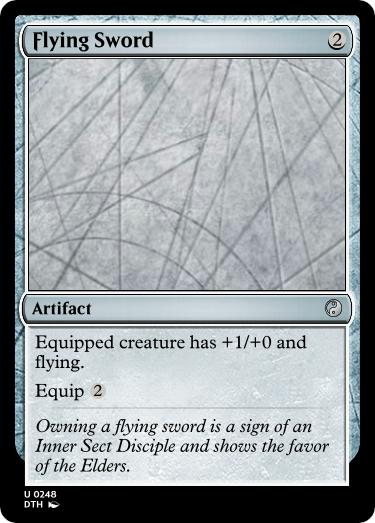 Flying Sword 2
Artifact
Equipped creature has +1/+0 and
flying.
Equip 2
Owning a flying sword is a sign of an
Inner Sect Disciple and shows the favor
of the Elders.
U 0248
DTH